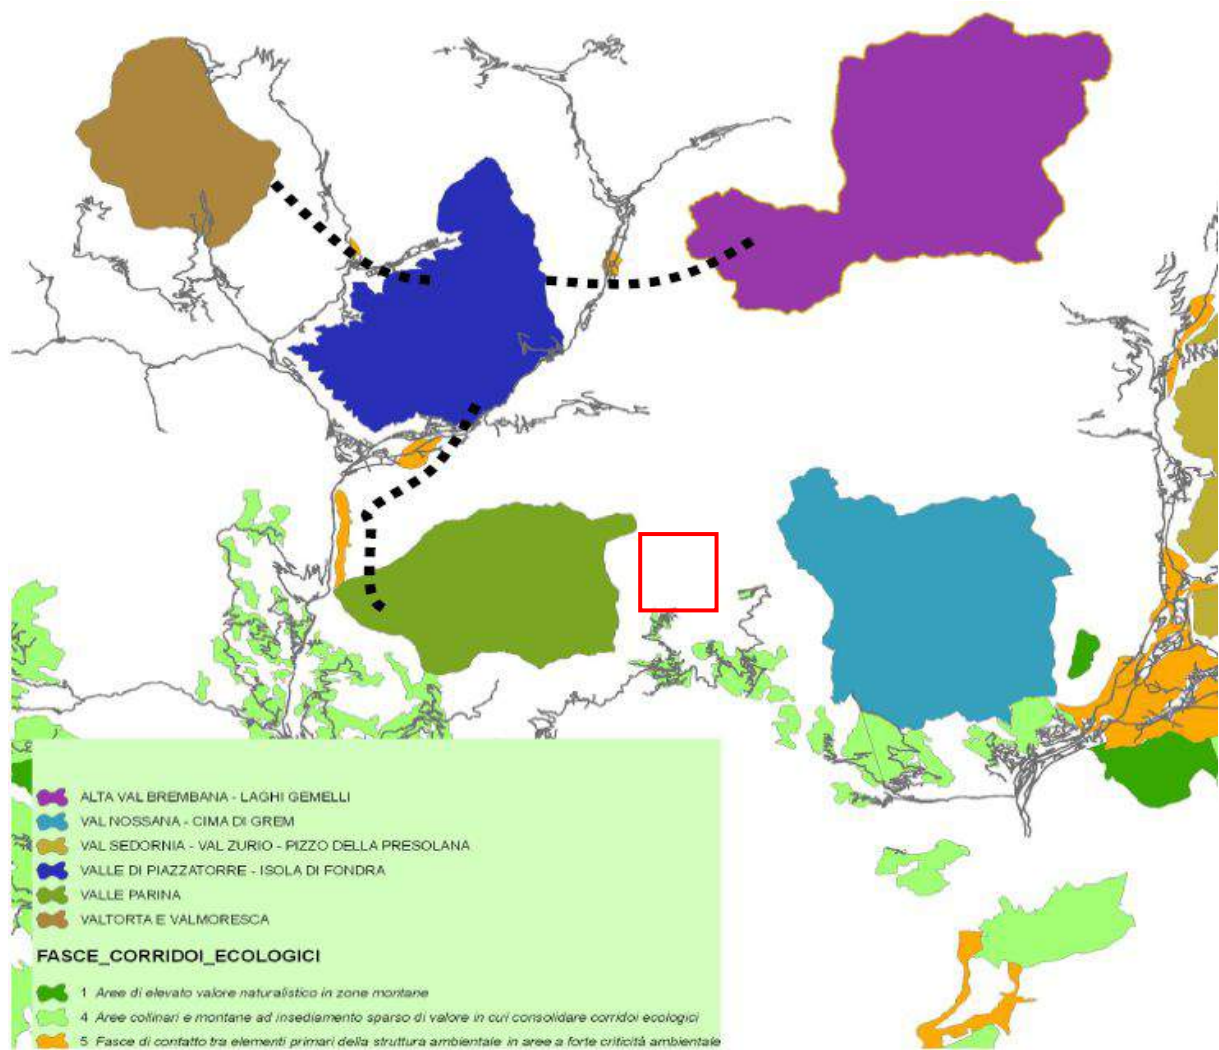 ALTA VAL BREMBANA - LAGHI GEMELLI
VAL NOSSANA - CIMA DI GREM
VAL SEDORNIA - VAL ZURIO - PIZZO DELLA PRESOLANA
VALLE DI PIAZZATORRE - ISOLA DI FONDRA
VALLE PARINA
VALTORTA E VALMORESCA
FASCE_CORRIDOI_ECOLOGICI
1 Aree di elevato valore naturalistico in zone montane
4 Aree collinari e montane ad insediamento sparso di valore in cui consolidare corridoi ecologici
5 Fasce di contatto tra elementi primari della struttura ambientale in aree a forte criticità ambientale